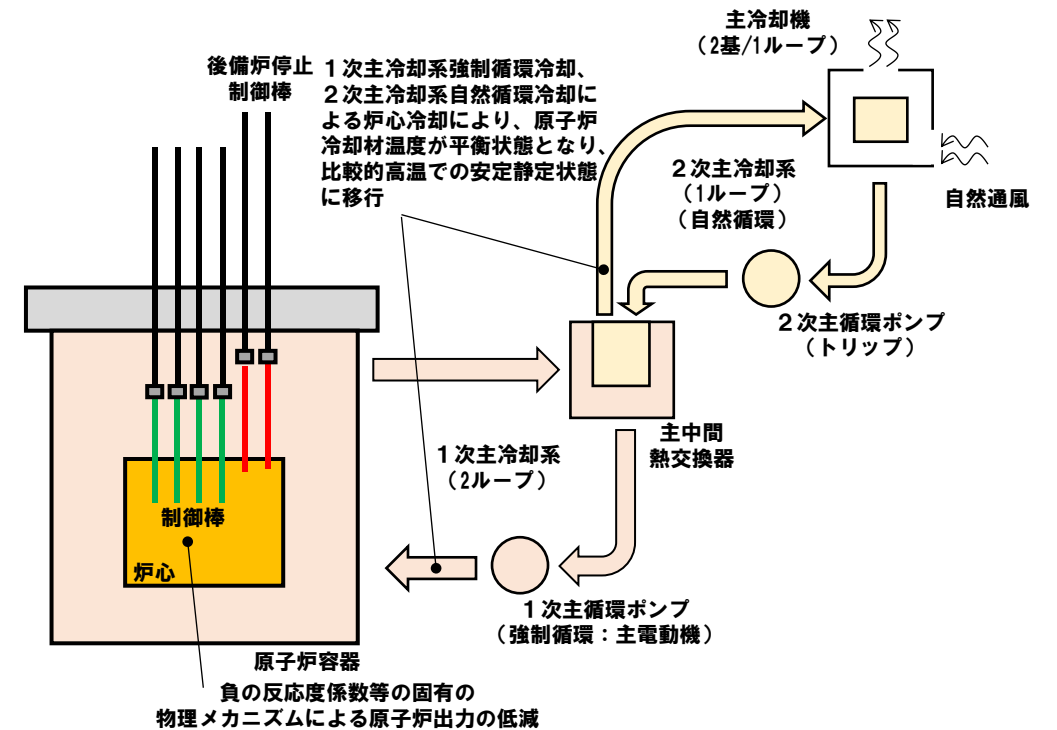 主冷却機
（2基/1ループ）
後備炉停止
制御棒
１次主冷却系強制循環冷却、
２次主冷却系自然循環冷却に
よる炉心冷却により、原子炉
冷却材温度が平衡状態となり、
比較的高温での安定静定状態
に移行
２次主冷却系
（1ループ）
（自然循環）
自然通風
２次主循環ポンプ
（トリップ）
主中間
熱交換器
１次主冷却系
（2ループ）
制御棒
炉心
１次主循環ポンプ
（強制循環：主電動機）
原子炉容器
負の反応度係数等の固有の
物理メカニズムによる原子炉出力の低減